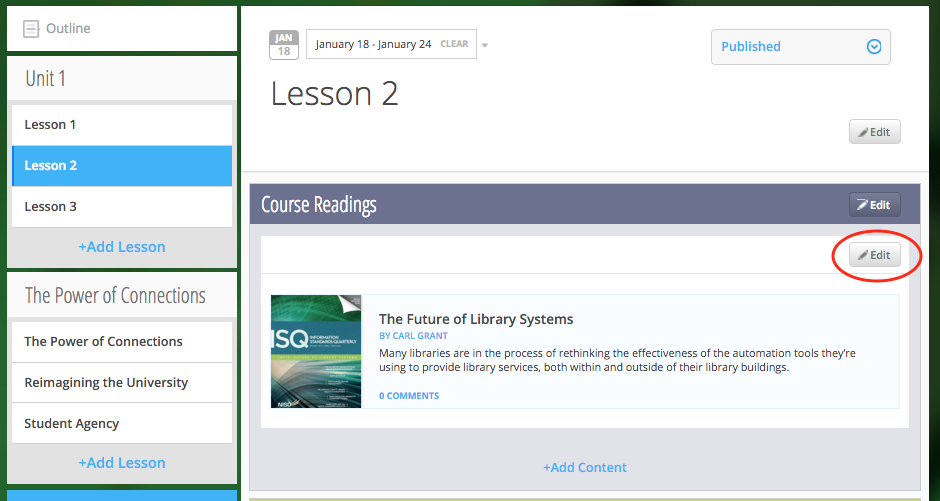 Outline
Unit 1
Lesson 1
Lesson 2
Lesson 3
+Add Lesson
The Power of Connections
The Power of Connections
Reimagining the University
Student Agency
+Add Lesson
JAN
18
January 18 - January 24 CLEAR
Published
Lesson 2
Edit
Course Readings
Edit
Edit
ISQ
INFORMATION
STANDARDS QUARTERLY
NISO
The Future of Library Systems
BY CARL GRANT
Many libraries are in the process of rethinking the effectiveness of the automation tools they're
using to provide library services, both within and outside of their library buildings.
0 COMMENTS
+Add Content